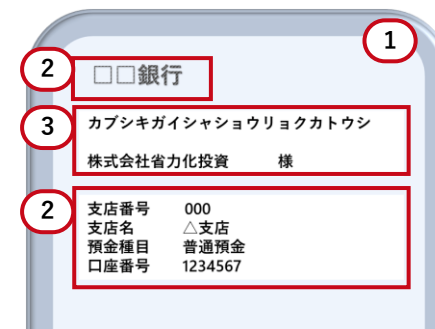 1
2
□□銀行
3
カブシキガイシャショウリョクカトウシ
株式会社省力化投資 様
2
支店番号 000
支店名 △支店
預金種目 普通預金
口座番号 1234567